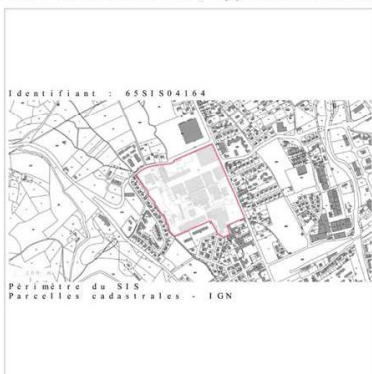 Identifiant : 65SIS04164
Périmètre du SIS
Parcelles cadastrales - IGN